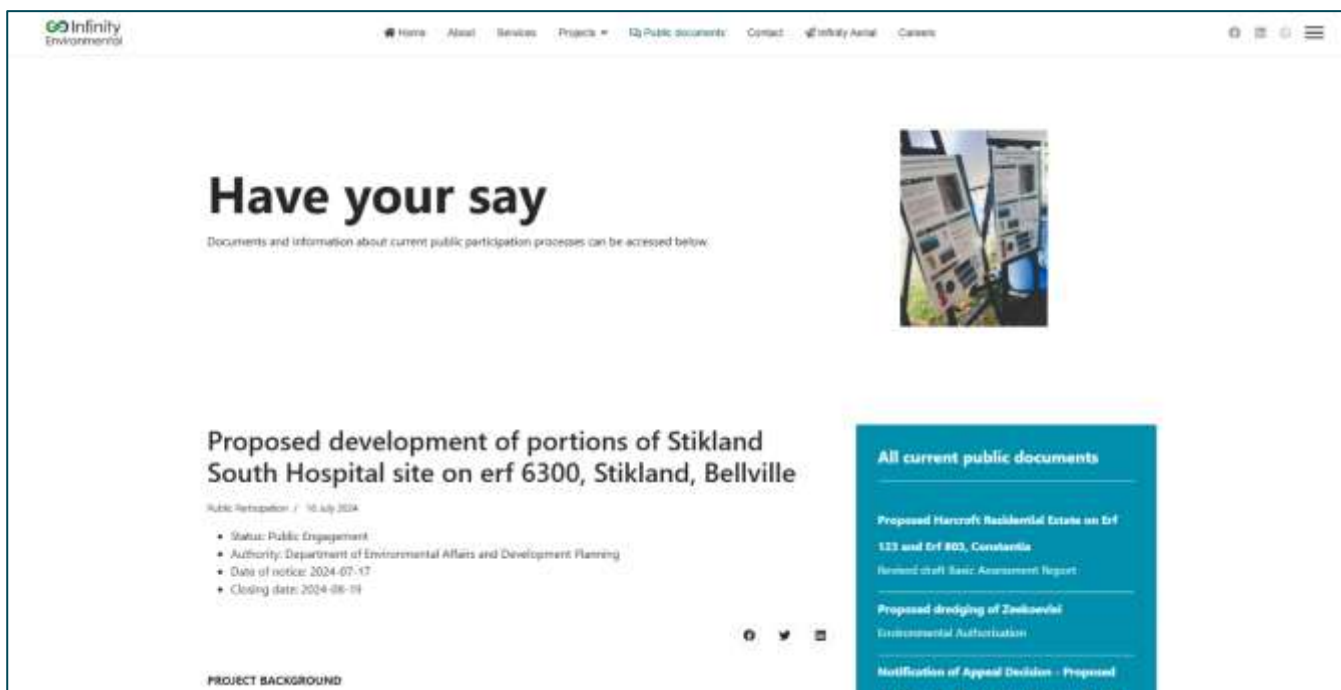 Infinity
Environmental
Home About Services Projects Public documents Contact Infinity Aerial Careers
Have your say
Documents and information about current public participation processes can be accessed below.
Proposed development of portions of Stikland
South Hospital site on erf 6300, Stikland, Bellville
Public Participation / 16 July 2024
Status: Public Engagement
Authority: Department of Environmental Affairs and Development Planning
Date of notice: 2024-07-17
Closing date: 2024-08-19
PROJECT BACKGROUND
All current public documents
Proposed Harcroft Residential Estate on Erf
123 and Erf 803, Constantia
Revised draft Basic Assessment Report
Proposed dredging of Zeekoevlei
Environmental Authorisation
Notification of Appeal Decision - Proposed